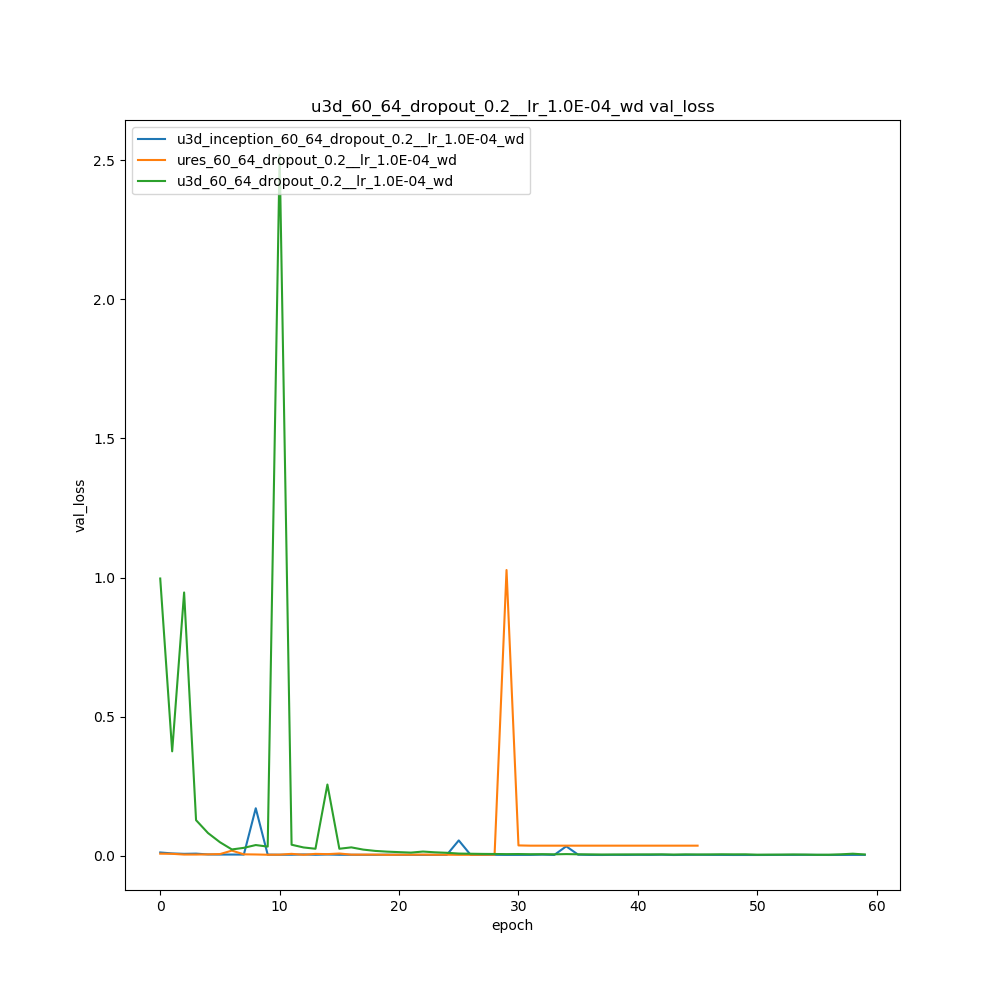 u3d_60_64_dropout_0.2__lr_1.0E-04_wd val_loss
u3d_inception_60_64_dropout_0.2__lr_1.0E-04_wd
ures_60_64_dropout_0.2__lr_1.0E-04_wd
u3d_60_64_dropout_0.2__lr_1.0E-04_wd
2.5
2.0
1.5
1.0
0.5
0.0
val_loss
0 10 20 30 40 50 60
epoch